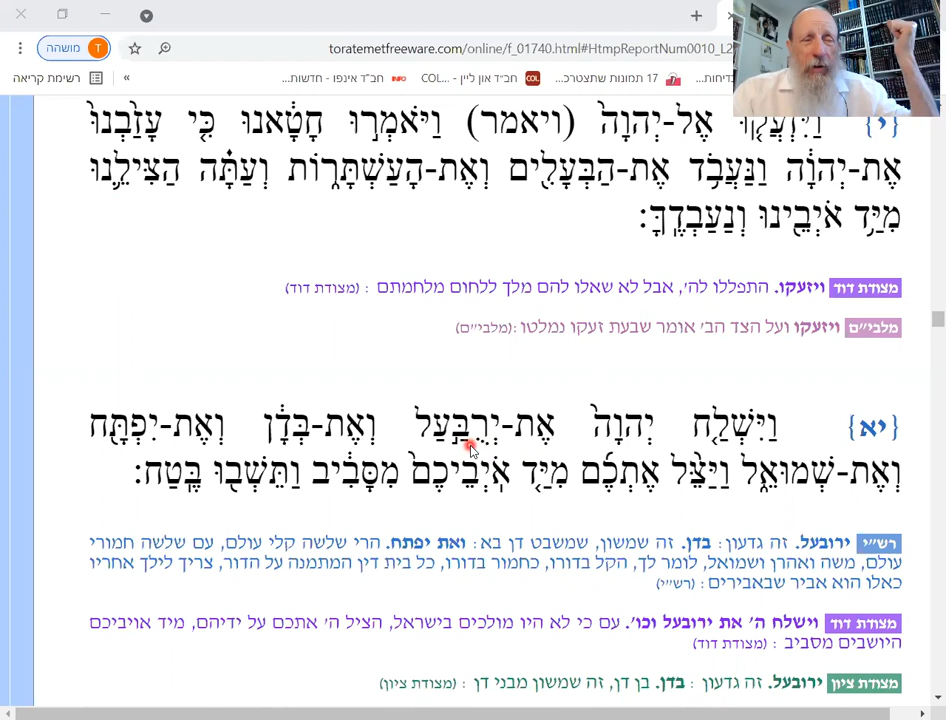 מושהה
T
toratemetfreeware.com/online/f_01740.html#HtmpReportNum0010_L2
רשימת קריאה
»
חב"ד אינפו - חדשות...
COL חב״ד און ליין - COL...
17 תמונות שתצטרכ...
בדיחות...
{י} וַיִּזְעֲק֤וּ אֶל-יְהוָה֙ (ויאמר) וַיֹּאמְר֣וּ חָטָ֔אנוּ כִּ֤י עָזַ֙בְנוּ֙
אֶת-יְהוָ֔ה וַנַּעֲבֹ֥ד אֶת-הַבְּעָלִ֖ים וְאֶת-הָעַשְׁתָּר֑וֹת וְעַתָּ֗ה הַצִּילֵ֛נוּ
מִיַּ֥ד אֹיְבֵ֖ינוּ וְנַעַבְדֶֽךָּ:
מצודת דוד ויזעקו. התפללו לה׳, אבל לא שאלו להם מלך ללחום מלחמתם : (מצודת דוד)
מלבי״ם ויזעקו ועל הצד הב׳ אומר שבעת זעקו נמלטו :(מלבי״ם)
{יא} וַיִּשְׁלַ֤ח יְהוָה֙ אֶת-יְרֻבַּ֣עַל וְאֶת-בְּדָ֔ן וְאֶת-יִפְתָּ֖ח
וְאֶת-שְׁמוּאֵ֑ל וַיַּצֵּ֨ל אֶתְכֶ֜ם מִיַּ֤ד אֹֽיְבֵיכֶם֙ מִסָּבִ֔יב וַתֵּשְׁב֖וּ בֶּֽטַח:
רש״י ירובעל. זה גדעון : בדן. זה שמשון, שמשבט דן בא : ואת יפתח. הרי שלשה קלי עולם, עם שלשה חמורי
עולם, משה ואהרן ושמואל, לומר לך, הקל בדורו, כחמור בדורו, כל בית דין המתמנה על הדור, צריך לילך אחריו
כאלו הוא אביר שבאבירים : (רש״י)
מצודת דוד וישלח ה׳ את ירובעל וכו׳. עם כי לא היו מולכים בישראל, הציל ה׳ אתכם על ידיהם, מיד אויביכם
היושבים מסביב : (מצודת דוד)
מצודת ציון ירובעל. זה גדעון : בדן. בן דן, זה שמשון מבני דן : (מצודת ציון)